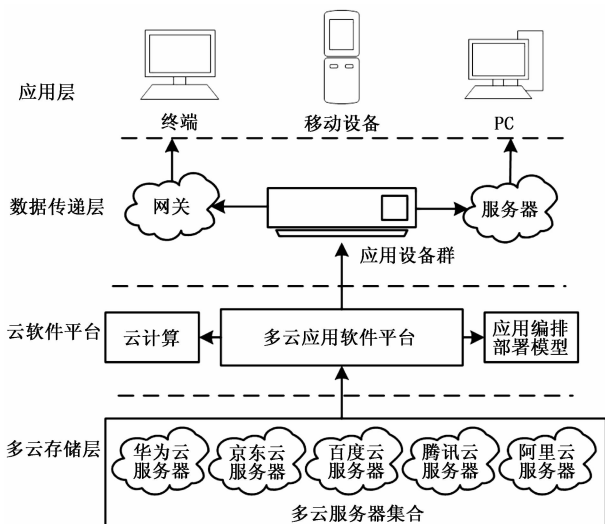 应用层
终端
移动设备
PC
数据传递层
网关
服务器
应用设备群
云软件平台
云计算
多云应用软件平台
应用编排
部署模型
多云存储层
华为云
服务器
京东云
服务器
百度云
服务器
腾讯云
服务器
阿里云
服务器
多云服务器集合